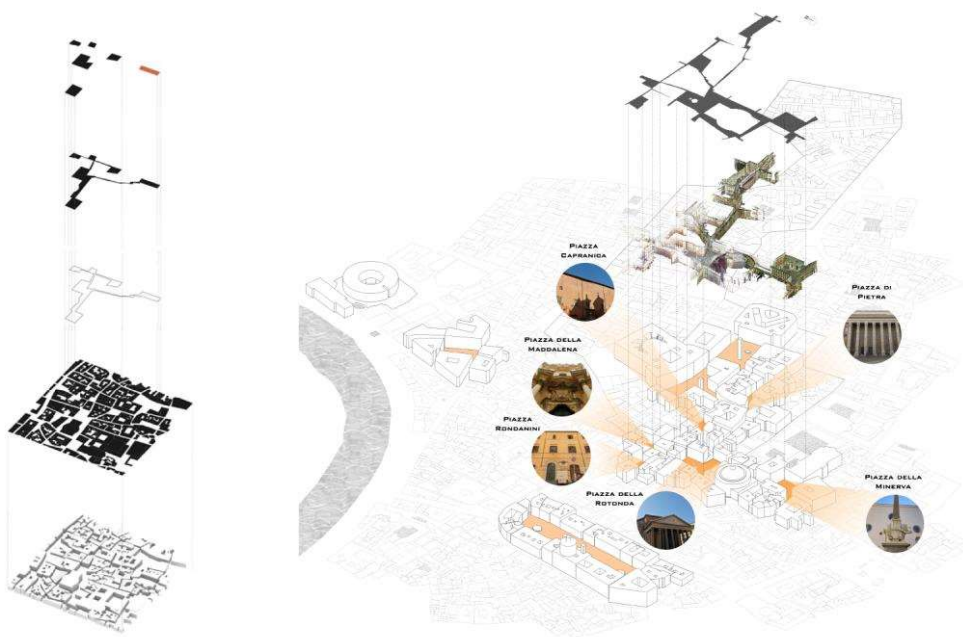 PIAZZA
CAPRANICA
PIAZZA DI
PIETRA
PIAZZA DELLA
MADDALENA
PIAZZA
RONDANINI
PIAZZA DELLA
ROTONDA
PIAZZA DELLA
MINERVA